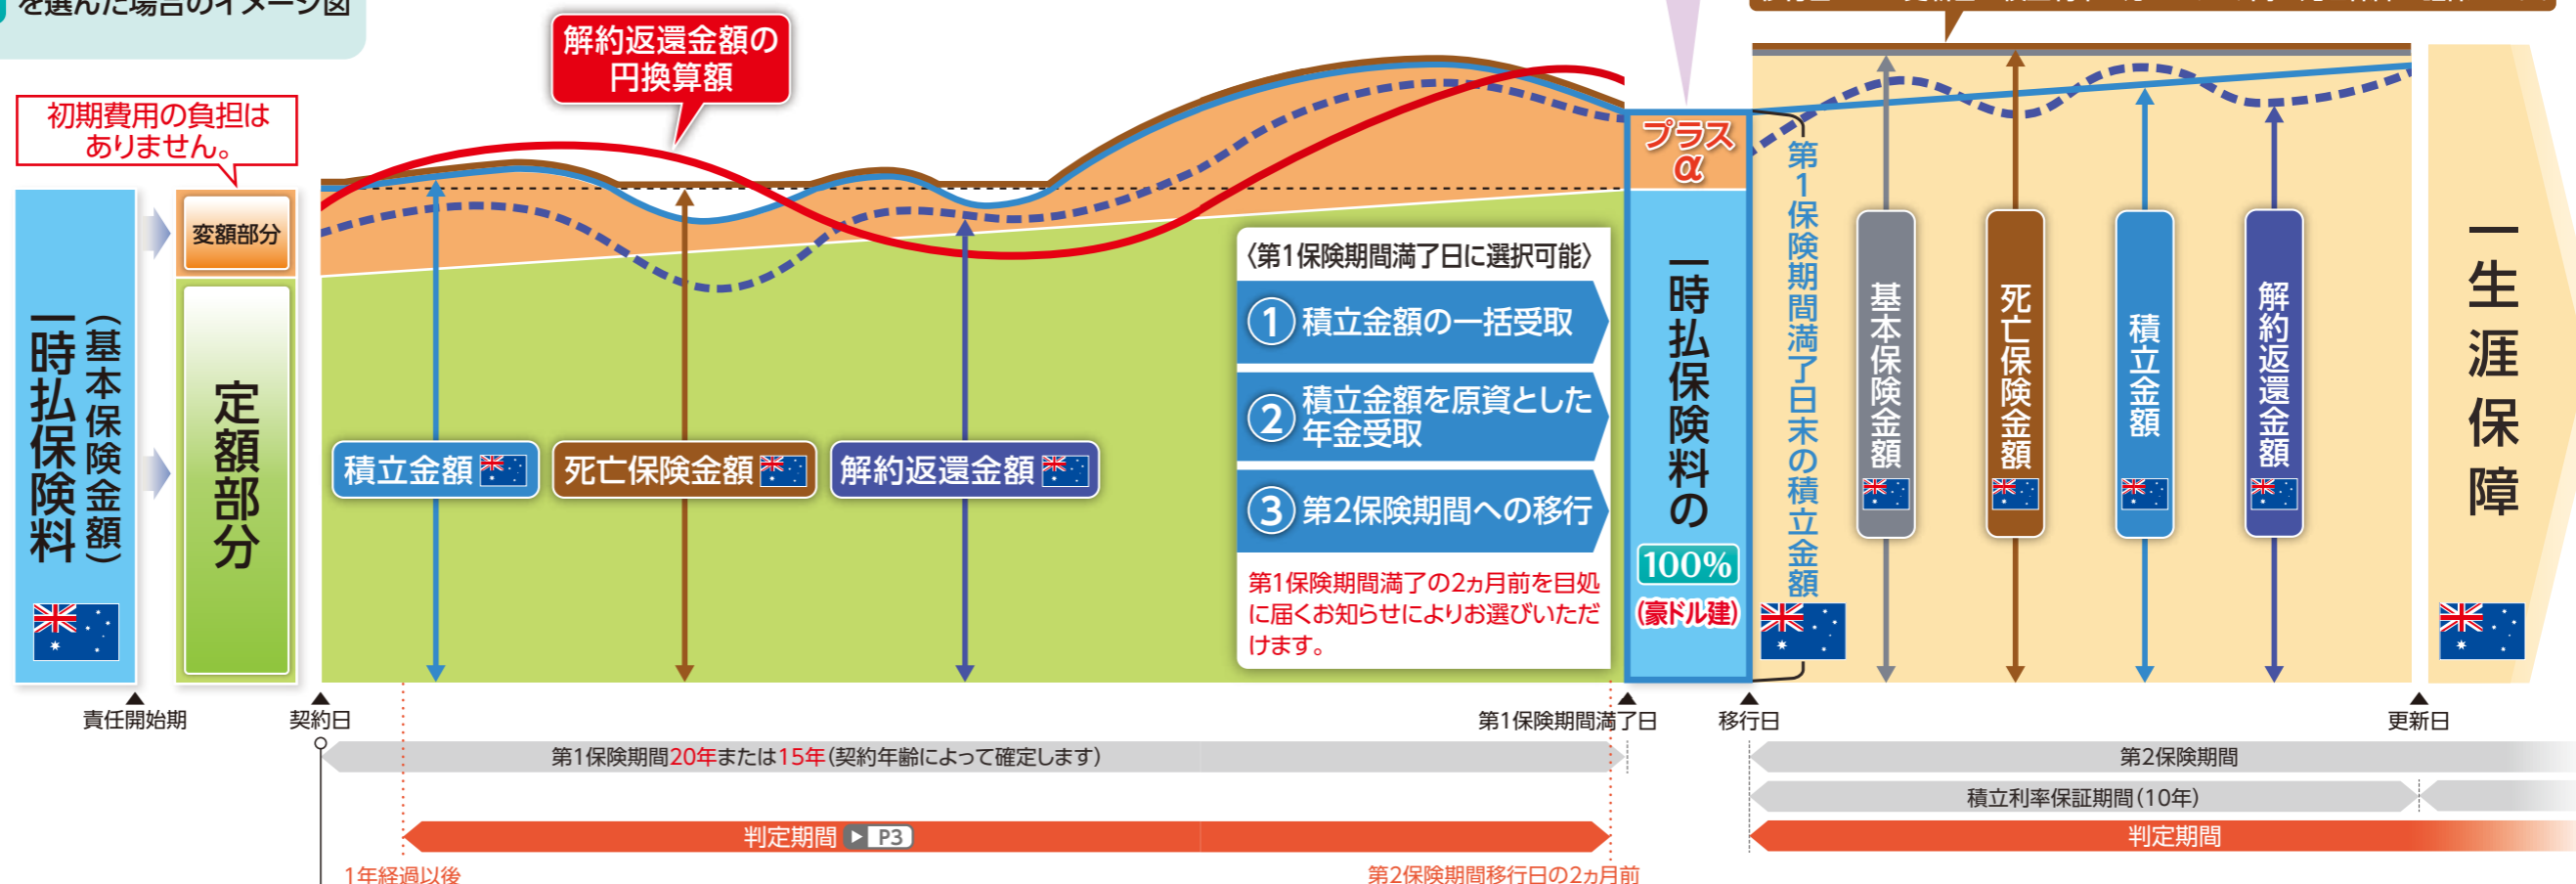 を選んだ場合のイメージ図
解約返還金額の
円換算額
初期費用の負担は
ありません。
一時払保険料
(基本保険金額)
変額部分
定額部分
積立金額
死亡保険金額
解約返還金額
〈第1保険期間満了日に選択可能〉
① 積立金額の一括受取
② 積立金額を原資とした
年金受取
③ 第2保険期間への移行
第1保険期間満了の2ヵ月前を目処
に届くお知らせによりお選びいただ
けます。
プラス
α
一時払保険料の
100%
(豪ドル建)
第1保険期間満了日末の積立金額
基本保険金額
死亡保険金額
積立金額
解約返還金額
一生涯保障
責任開始期
契約日
第1保険期間満了日
移行日
更新日
第1保険期間20年または15年(契約年齢によって確定します)
第2保険期間
積立利率保証期間(10年)
判定期間 ▶ P3
判定期間
1年経過以後
第2保険期間移行日の2ヵ月前